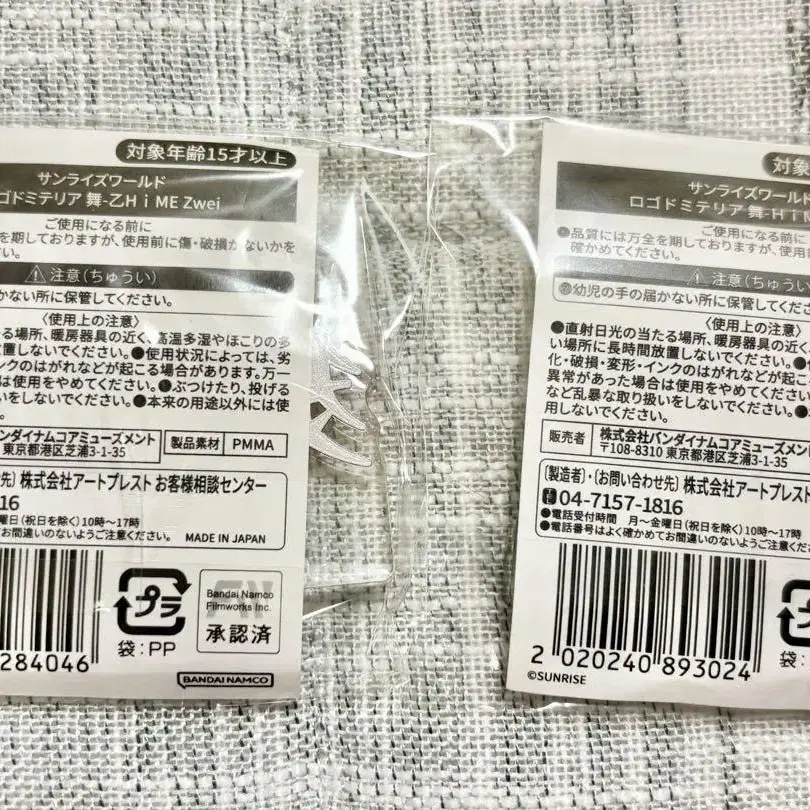 対象年齢15才以上
サンライズワールド
ゴドミテリア 舞-乙HiME Zwei
ご使用になる前に
を期しておりますが、使用前に傷・破損がないかを
さい。
⚠注意(ちゅうい)
かない所に保管してください。
〈使用上の注意〉
たる場所、暖房器具の近く、高温多湿やほこりの多
置しないでください。●使用状況によっては、劣
ンクのはがれなどが起こる場合があります。万一
は使用をやめてください。●ぶつけたり、投げる
いをしないでください。●本来の用途以外には使
バンダイナムコアミューズメント
東京都港区芝浦3-1-35
製品素材 PMMA
先〕株式会社アートプレスト お客様相談センター
816
曜日(祝日を除く)10時〜17時
お間違いのないようご注意ください。 MADE IN JAPAN
プラ
袋:PP
Bandai Namco
Filmworks Inc.
承認済
284046
BANDAI NAMCO
対象
サンライズワールド
ロゴドミテリア 舞-Hi
ご使用になる前に
●品質には万全を期しておりますが、使用前に
確かめてください。
⚠注意(ちゅうい
幼児の手の届かない所に保管してくださ
〈使用上の注意〉
●直射日光の当たる場所、暖房器具の近く、
い場所に長時間放置しないでください。
化・破損・変形・インクのはがれなどが
異常があった場合は使用をやめてくだ
など乱暴な取り扱いをしないでくださ
用しないでください。
販売者 株式会社バンダイナムコアミューズメン
〒108-8310 東京都港区芝浦3-1-35
〔製造者〕・〔お問い合わせ先〕株式会社アートプレスト
04-7157-1816
●電話受付時間 月〜金曜日(祝日を除く)10時〜17時
●電話番号はよく確かめてお間違いのないようご注意く
2 020240 893024
©SUNRISE
袋: